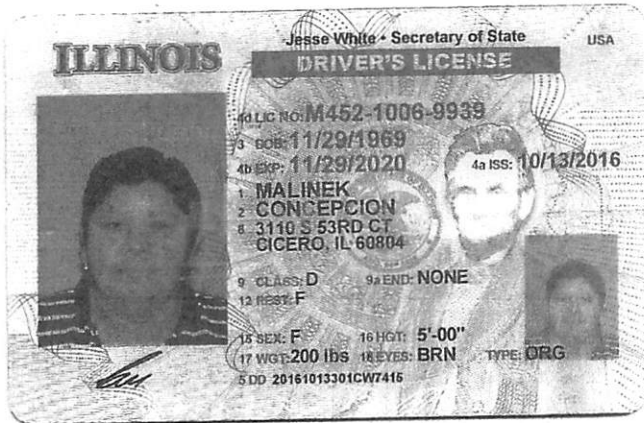 ILLINOIS
Jesse White • Secretary of State
USA
DRIVER'S LICENSE
4d LIC NO: M452-1006-9939
3 DOB: 11/29/1969
4b EXP: 11/29/2020
4a ISS: 10/13/2016
1 MALINEK
2 CONCEPCION
8 3110 S 53RD CT
CICERO, IL 60804
9 CLASS: D
9a END: NONE
12 REST: F
15 SEX: F
16 HGT: 5'-00"
17 WGT: 200 lbs
18 EYES: BRN
TYPE: ORG
5 DD 20161013301CW7415